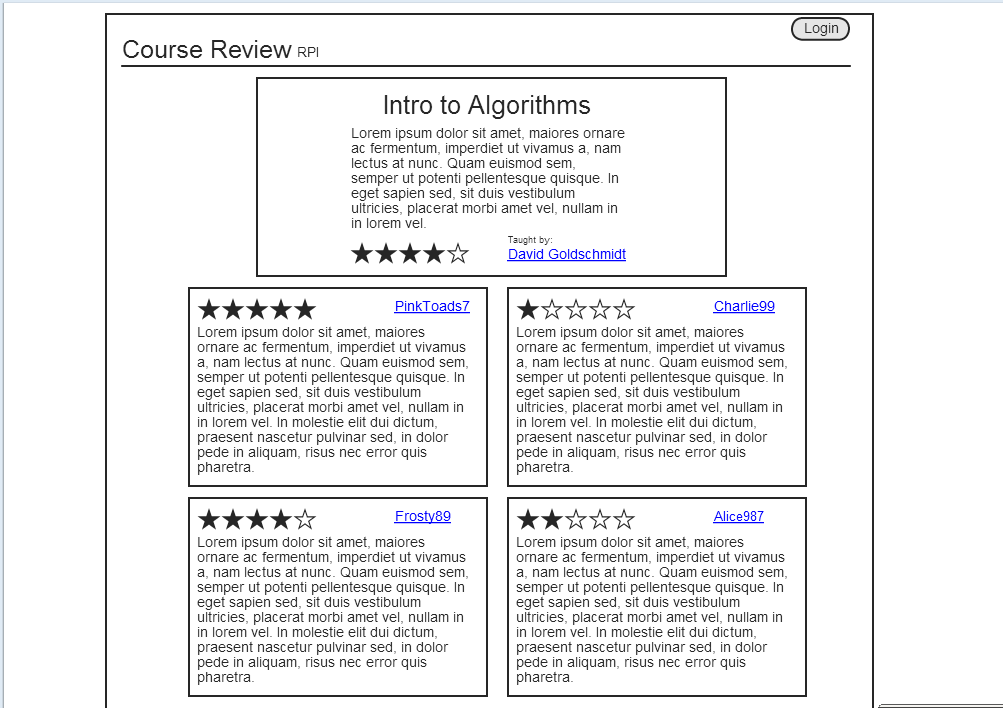 Login
Course Review RPI
Intro to Algorithms
Lorem ipsum dolor sit amet, maiores ornare
ac fermentum, imperdiet ut vivamus a, nam
lectus at nunc. Quam euismod sem,
semper ut potenti pellentesque quisque. In
eget sapien sed, sit duis vestibulum
ultricies, placerat morbi amet vel, nullam in
in lorem vel.
Taught by:
David Goldschmidt
PinkToads7
Lorem ipsum dolor sit amet, maiores
ornare ac fermentum, imperdiet ut vivamus
a, nam lectus at nunc. Quam euismod sem,
semper ut potenti pellentesque quisque. In
eget sapien sed, sit duis vestibulum
ultricies, placerat morbi amet vel, nullam in
in lorem vel. In molestie elit dui dictum,
praesent nascetur pulvinar sed, in dolor
pede in aliquam, risus nec error quis
pharetra.
Charlie99
Lorem ipsum dolor sit amet, maiores
ornare ac fermentum, imperdiet ut vivamus
a, nam lectus at nunc. Quam euismod sem,
semper ut potenti pellentesque quisque. In
eget sapien sed, sit duis vestibulum
ultricies, placerat morbi amet vel, nullam in
in lorem vel. In molestie elit dui dictum,
praesent nascetur pulvinar sed, in dolor
pede in aliquam, risus nec error quis
pharetra.
Frosty89
Lorem ipsum dolor sit amet, maiores
ornare ac fermentum, imperdiet ut vivamus
a, nam lectus at nunc. Quam euismod sem,
semper ut potenti pellentesque quisque. In
eget sapien sed, sit duis vestibulum
ultricies, placerat morbi amet vel, nullam in
in lorem vel. In molestie elit dui dictum,
praesent nascetur pulvinar sed, in dolor
pede in aliquam, risus nec error quis
pharetra.
Alice987
Lorem ipsum dolor sit amet, maiores
ornare ac fermentum, imperdiet ut vivamus
a, nam lectus at nunc. Quam euismod sem,
semper ut potenti pellentesque quisque. In
eget sapien sed, sit duis vestibulum
ultricies, placerat morbi amet vel, nullam in
in lorem vel. In molestie elit dui dictum,
praesent nascetur pulvinar sed, in dolor
pede in aliquam, risus nec error quis
pharetra.